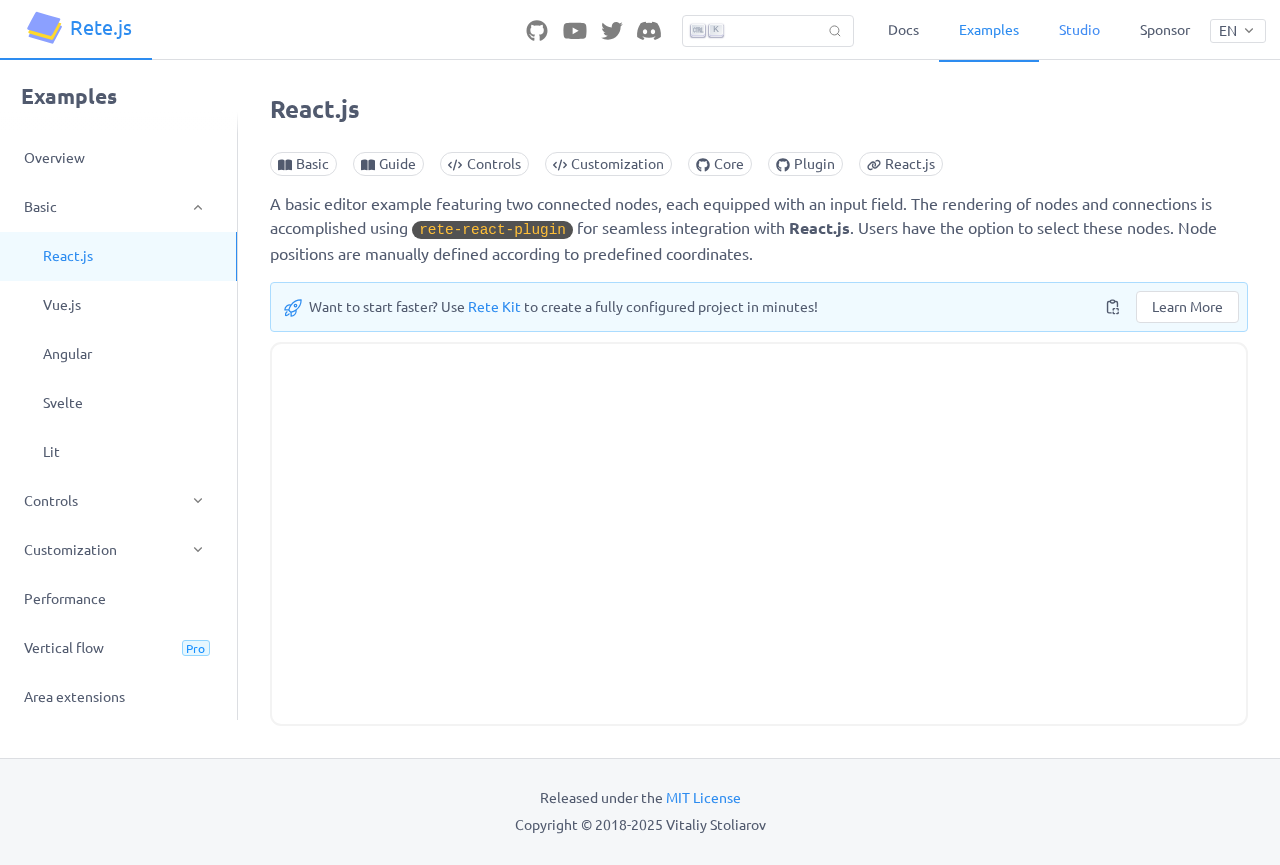 Rete.js
K
Docs
Examples
Studio
Sponsor
EN
Examples
Overview
Basic
React.js
Vue.js
Angular
Svelte
Lit
Controls
Customization
Performance
Vertical flow
Pro
Area extensions
React.js
Basic
Guide
Controls
Customization
Core
Plugin
React.js
A basic editor example featuring two connected nodes, each equipped with an input field. The rendering of nodes and connections is
accomplished using rete-react-plugin for seamless integration with React.js. Users have the option to select these nodes. Node
positions are manually defined according to predefined coordinates.
Want to start faster? Use Rete Kit to create a fully configured project in minutes!
Learn More
Released under the MIT License
Copyright © 2018-2025 Vitaliy Stoliarov